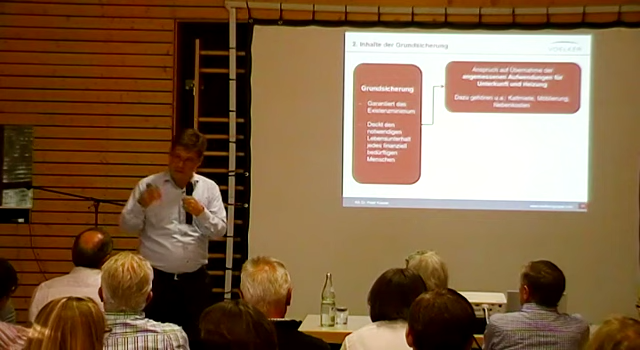 3. Inhalte der Grundsicherung
Grundsicherung
Garantiert das
Existenzminimum
Deckt den
notwendigen
Lebensunterhalt
jedes finanziell
bedürftigen
Menschen
Anspruch auf Übernahme der
angemessenen Aufwendungen für
Unterkunft und Heizung
Dazu gehören u.a.: Kaltmiete, Möblierung,
Nebenkosten